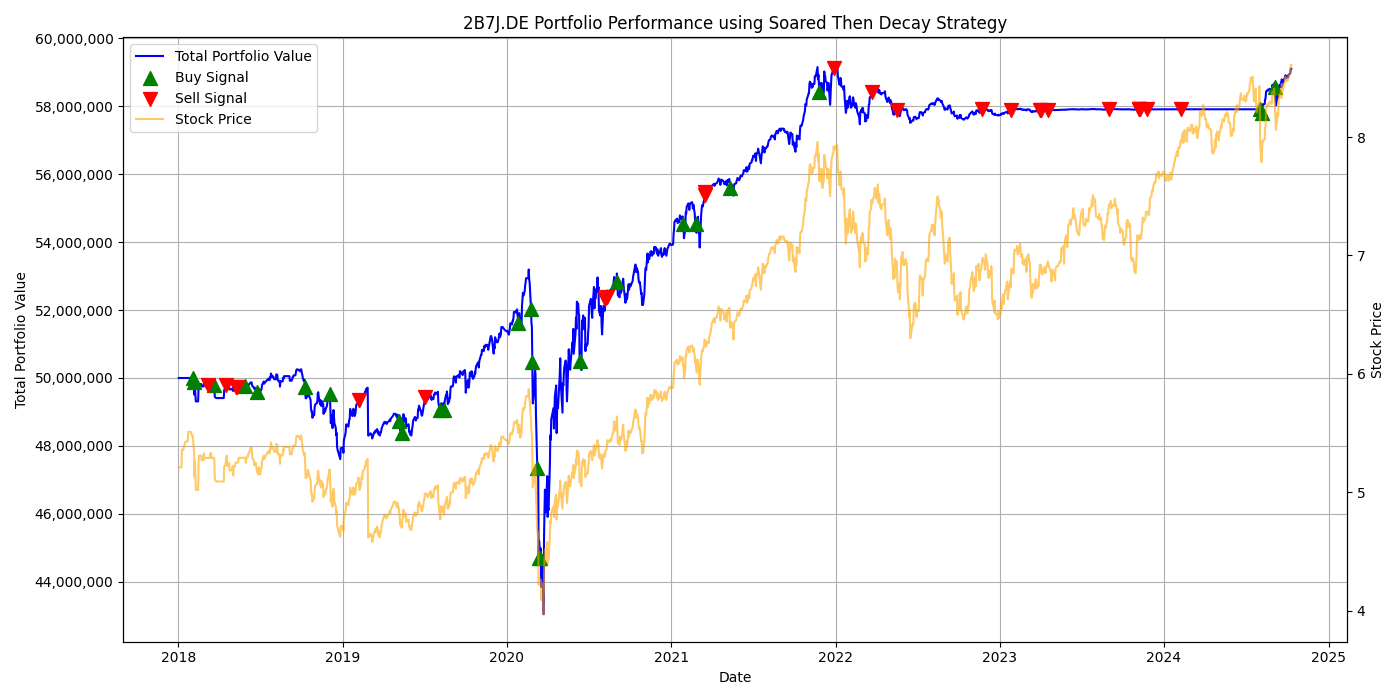 2B7J.DE Portfolio Performance using Soared Then Decay Strategy
Total Portfolio Value
Buy Signal
Sell Signal
Stock Price
60,000,000
58,000,000
56,000,000
54,000,000
52,000,000
50,000,000
48,000,000
46,000,000
44,000,000
Total Portfolio Value
8
7
6
5
4
Stock Price
2018
2019
2020
2021
2022
2023
2024
2025
Date